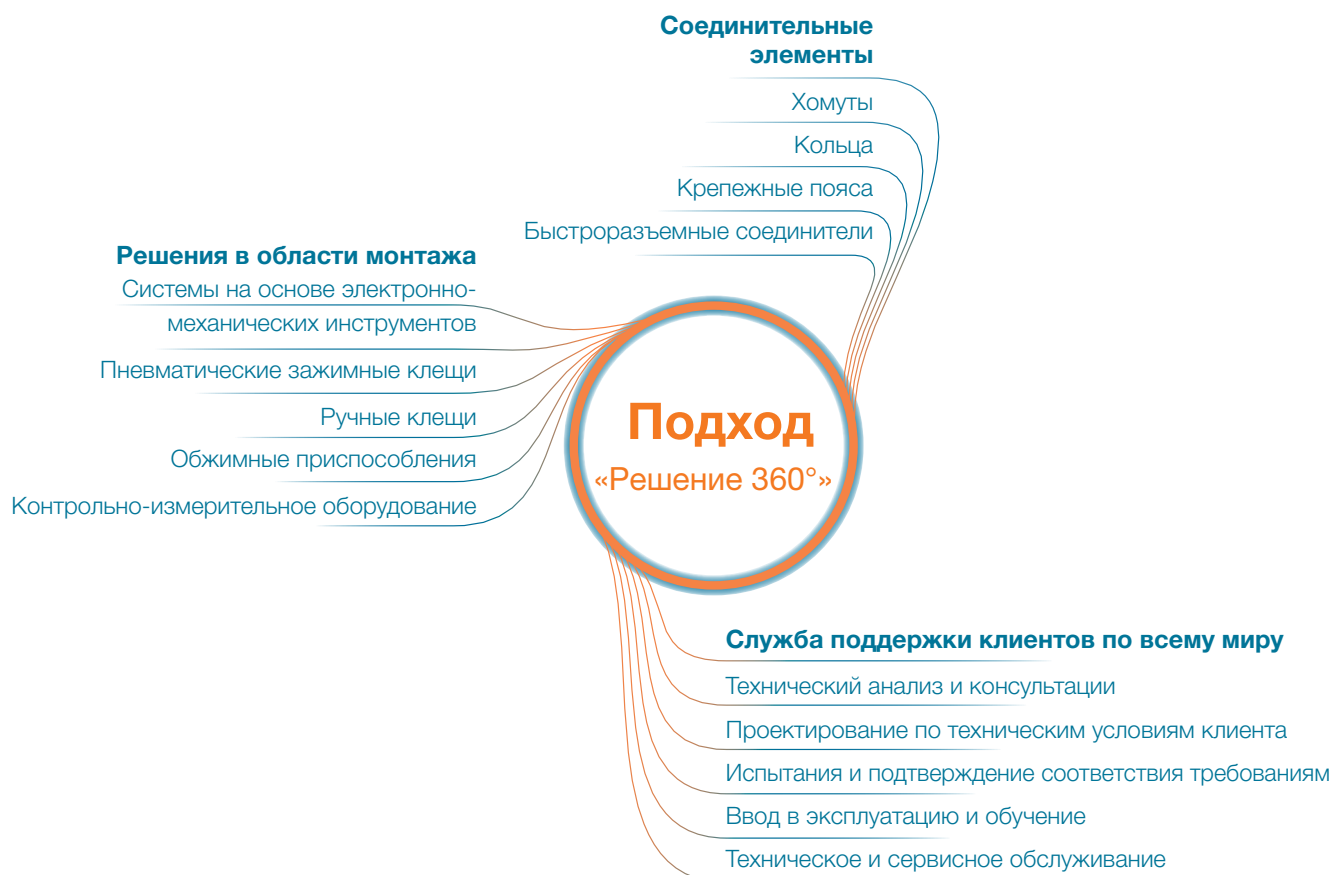 Соединительные
элементы
Хомуты
Кольца
Крепежные пояса
Быстроразъемные соединители
Решения в области монтажа
Системы на основе электронно-
механических инструментов
Пневматические зажимные клещи
Ручные клещи
Обжимные приспособления
Контрольно-измерительное оборудование
Подход
«Решение 360°»
Служба поддержки клиентов по всему миру
Технический анализ и консультации
Проектирование по техническим условиям клиента
Испытания и подтверждение соответствия требованиям
Ввод в эксплуатацию и обучение
Техническое и сервисное обслуживание